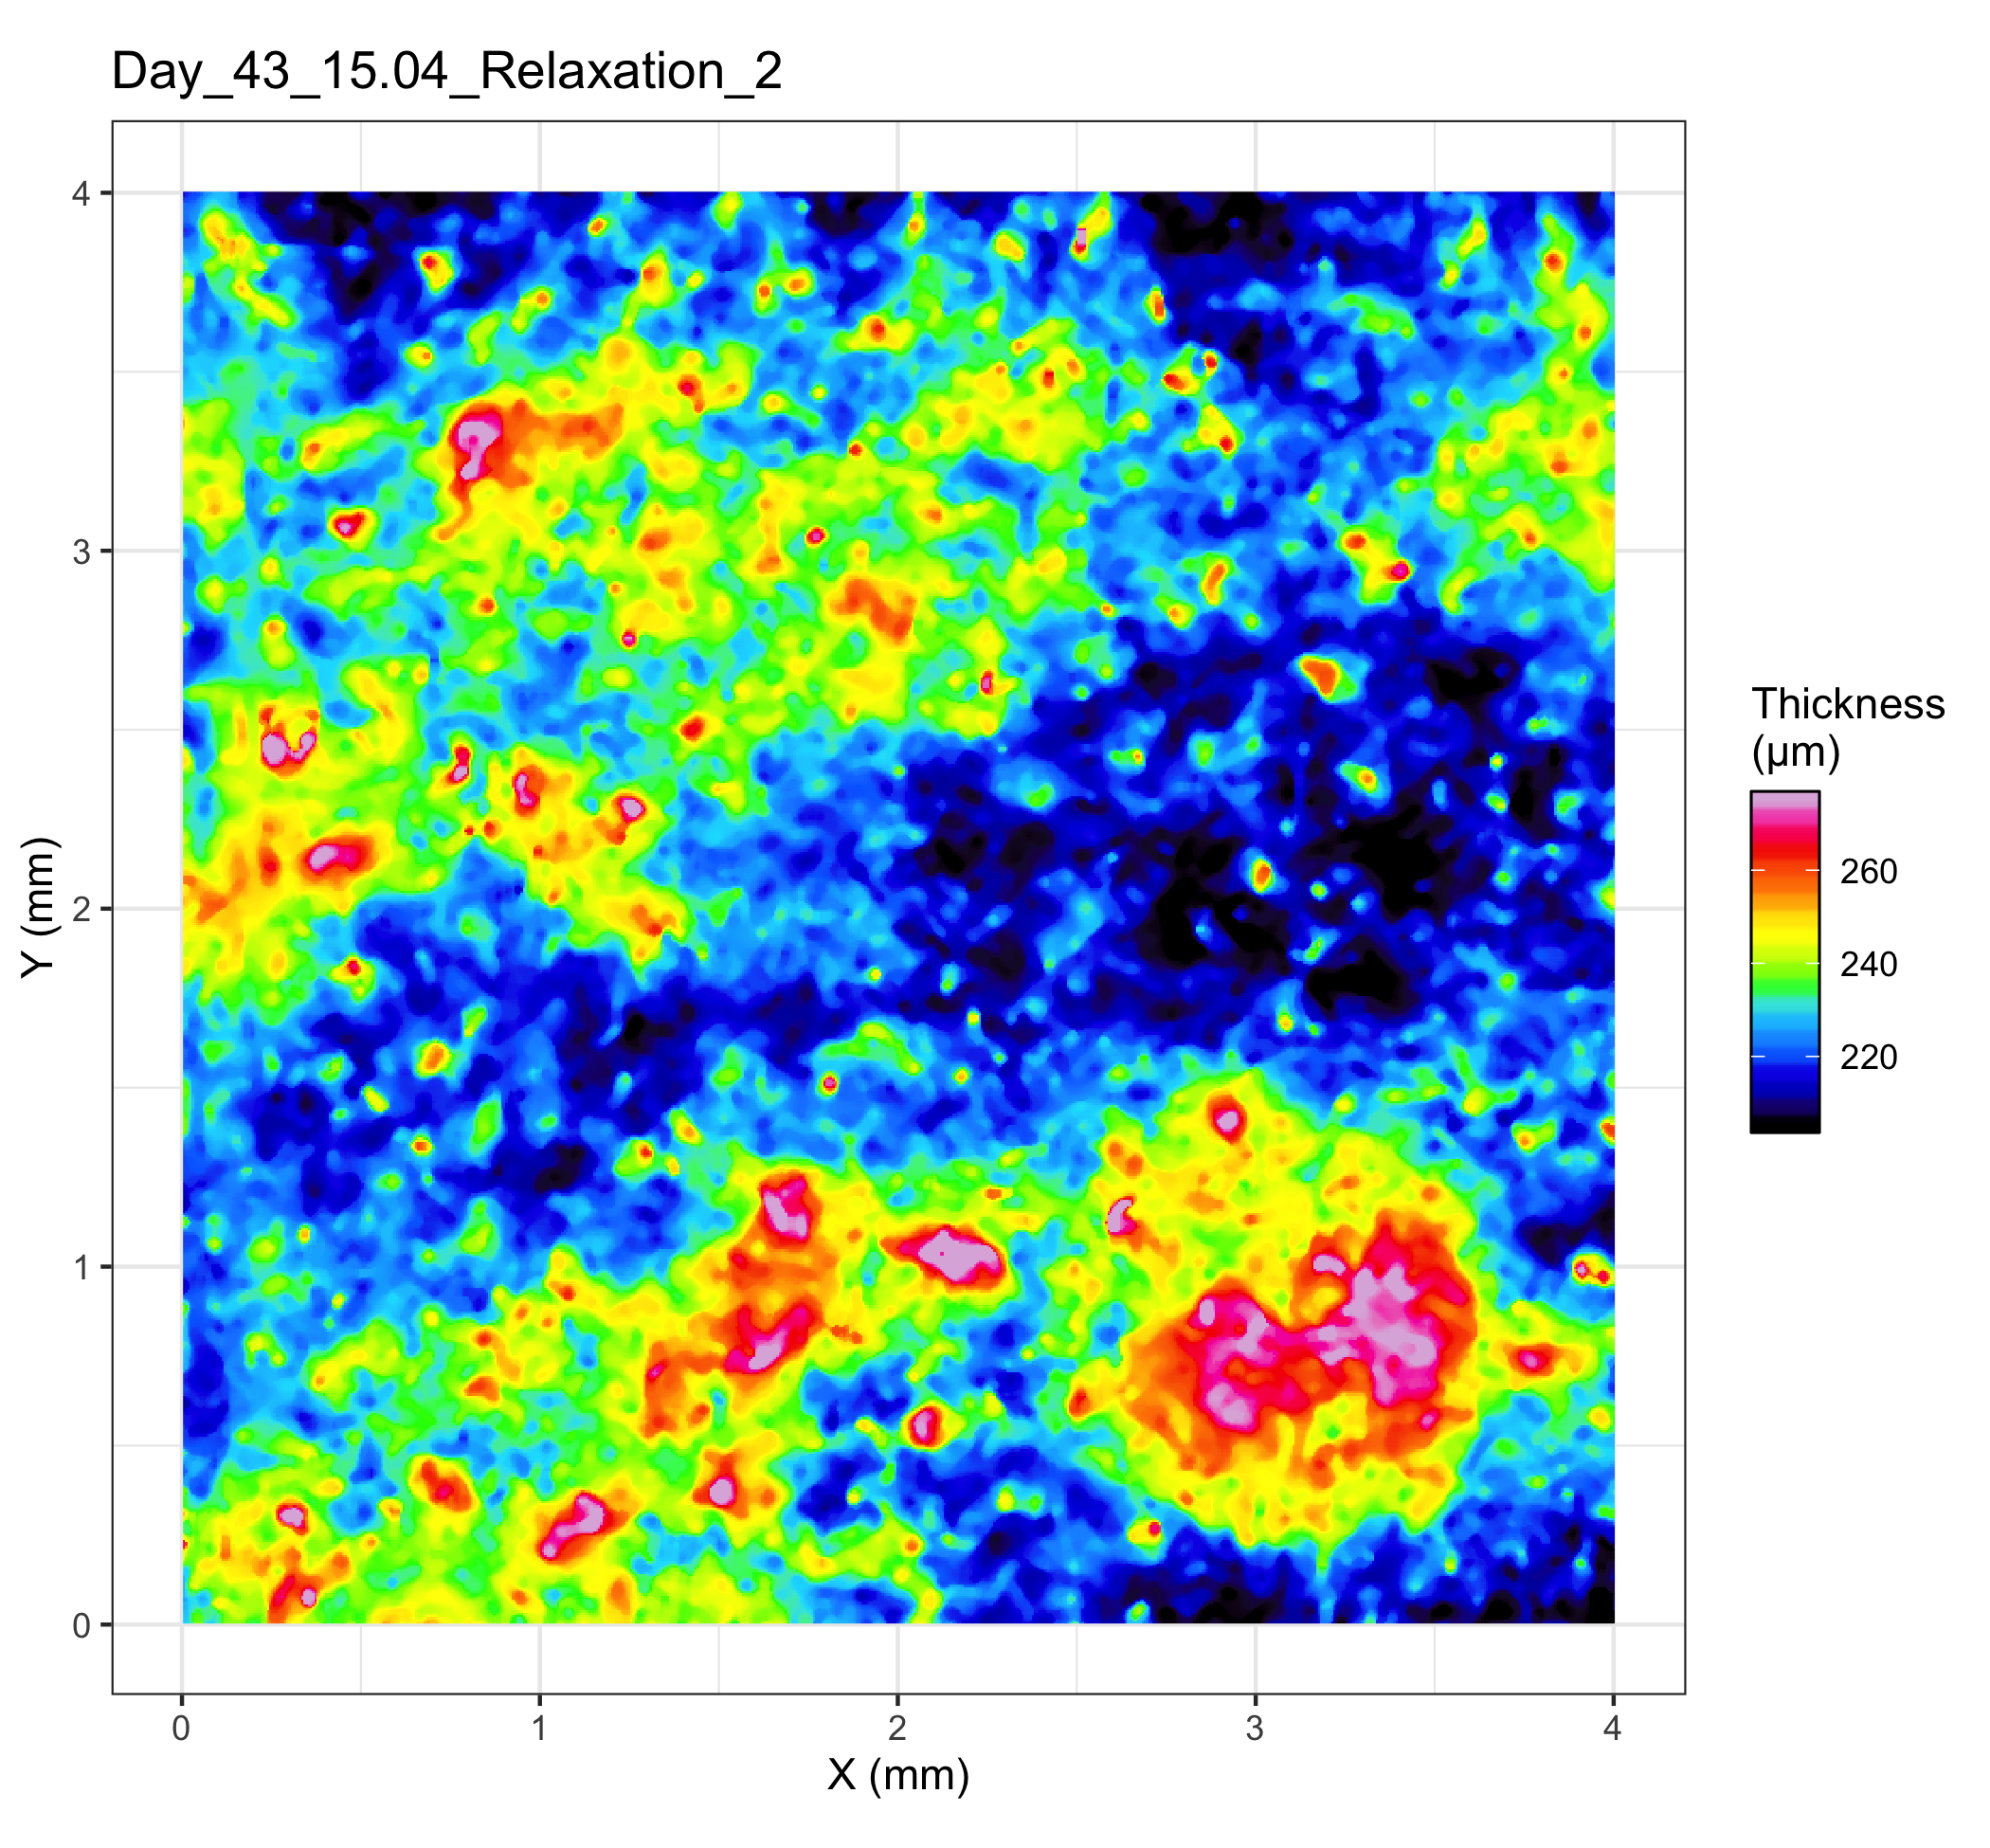 Day_43_15.04_Relaxation_2
4
3
2
1
0
Y (mm)
0 1 2 3 4
X (mm)
Thickness
(µm)
260
240
220